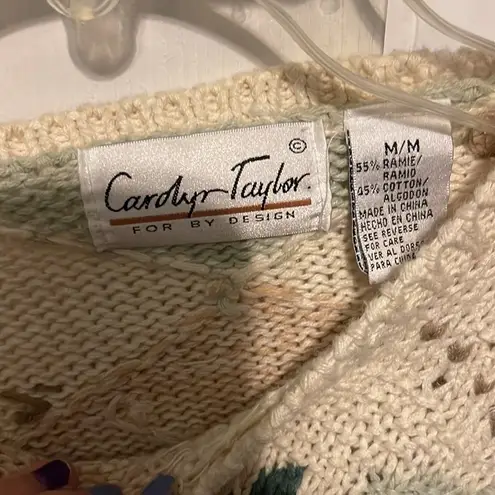 ©
Carolyn Taylor.
FOR BY DESIGN
M/M
55% RAMIE/
RAMIO
45% COTTON/
ALGODON
MADE IN CHINA
HECHO EN CHINA
SEE REVERSE
FOR CARE
VER AL DORSO
PARA CUIDA